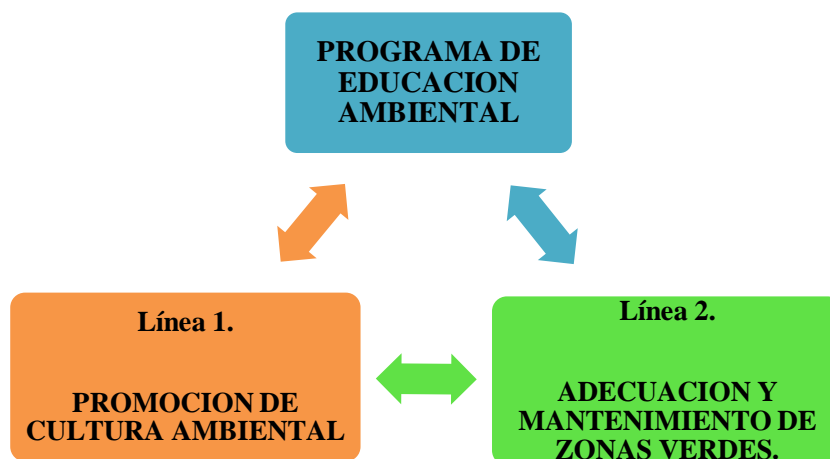 PROGRAMA DE
EDUCACION
AMBIENTAL
Línea 1.
PROMOCION DE
CULTURA AMBIENTAL
Línea 2.
ADECUACION Y
MANTENIMIENTO DE
ZONAS VERDES.